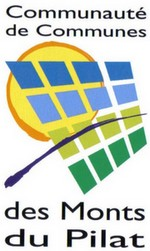 Communauté
de Communes
des Monts
du Pilat